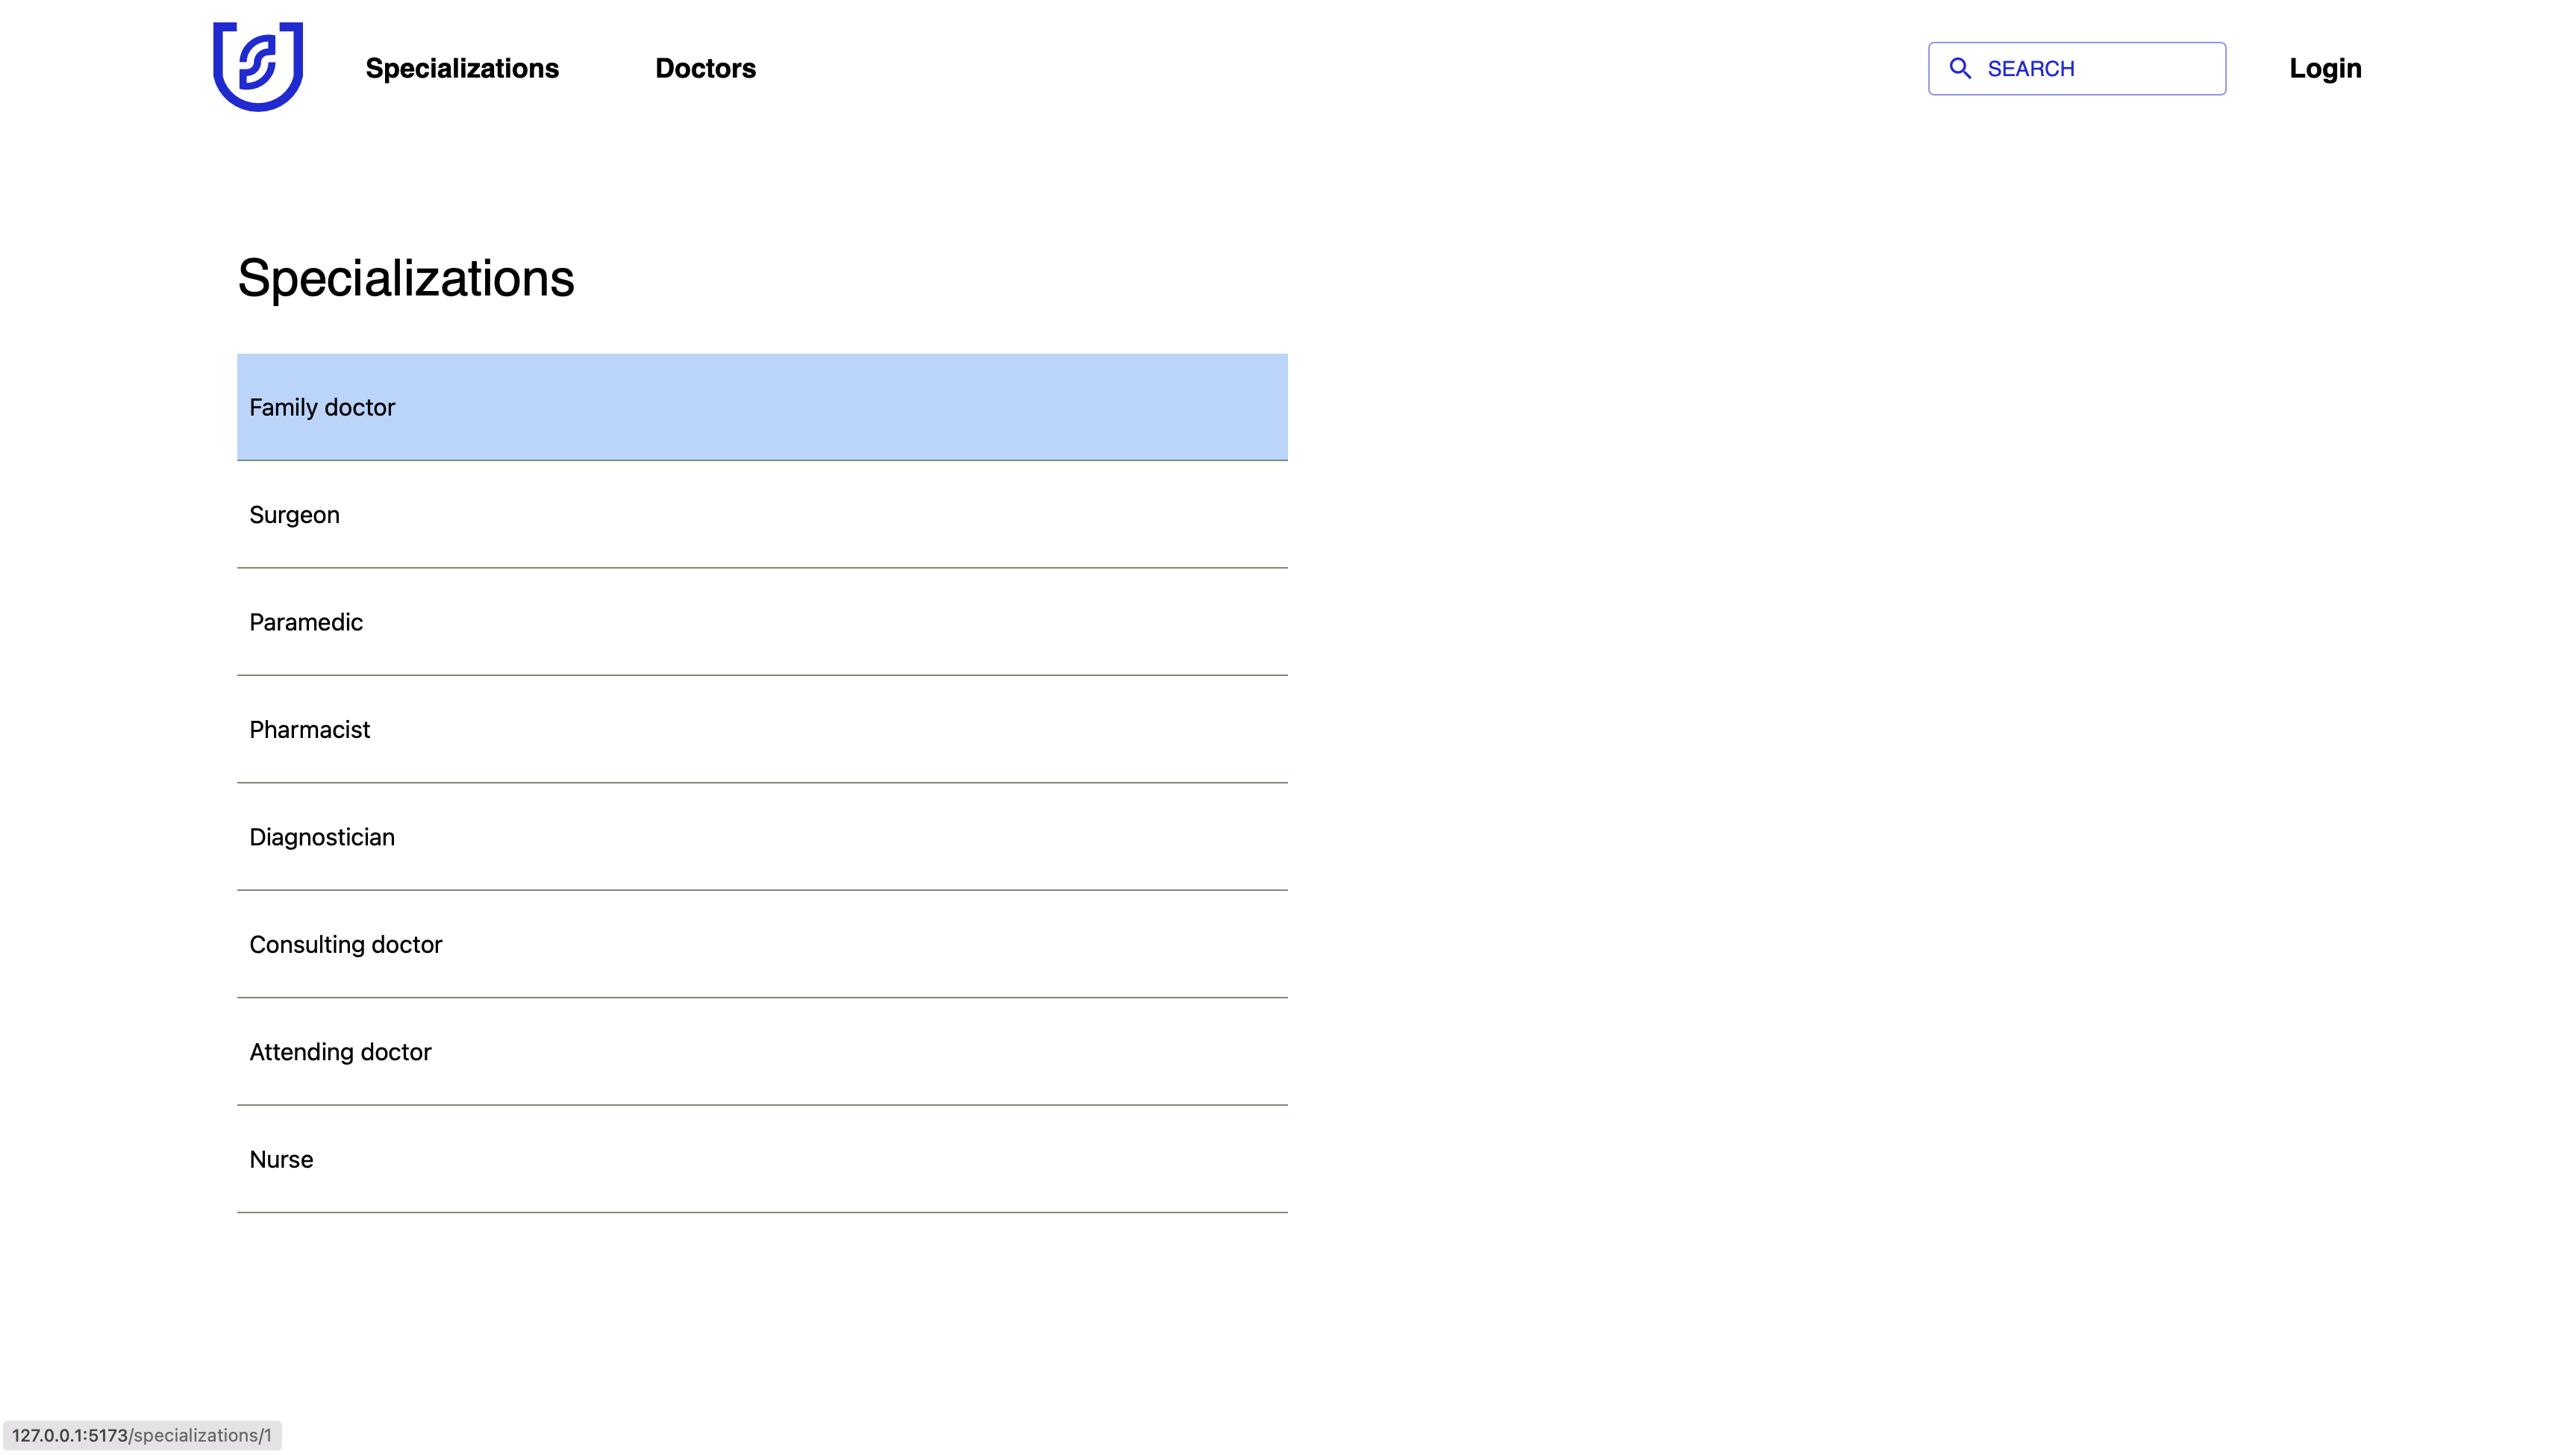 Specializations
Doctors
SEARCH
Login
Specializations
Family doctor
Surgeon
Paramedic
Pharmacist
Diagnostician
Consulting doctor
Attending doctor
Nurse
127.0.0.1:5173/specializations/1